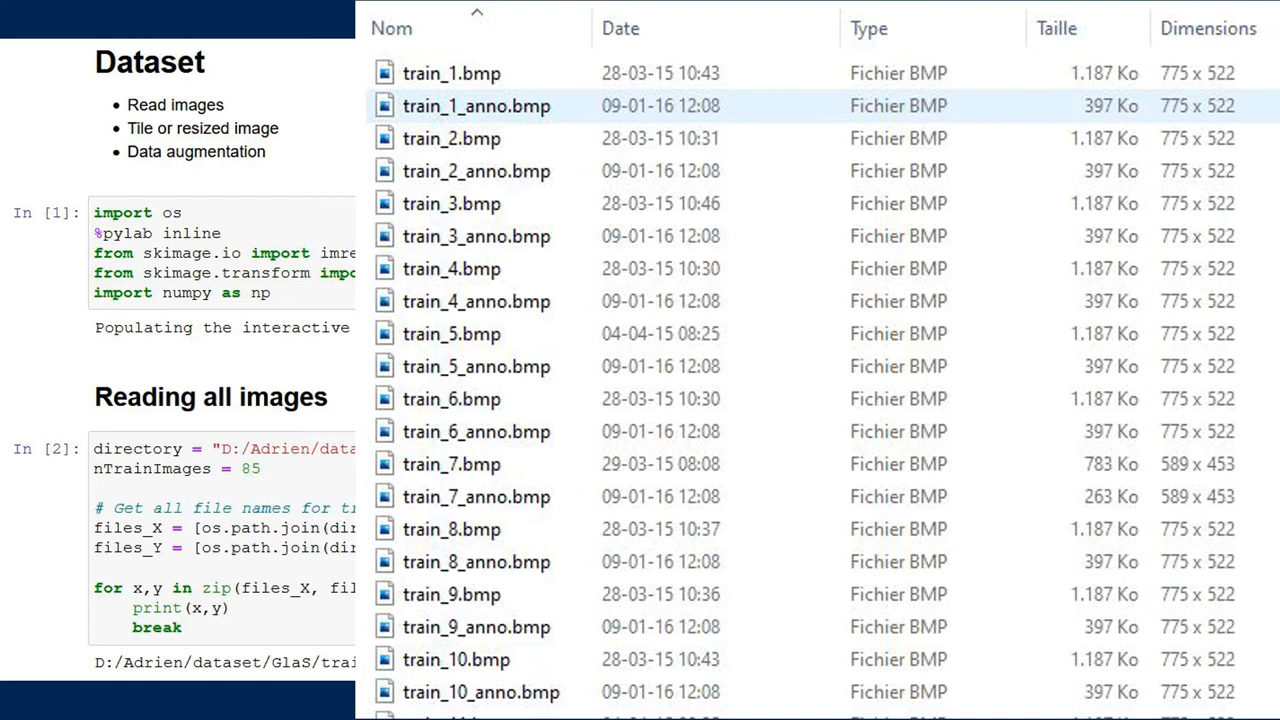 Dataset
• Read images
• Tile or resized image
• Data augmentation
In [1]: import os
%pylab inline
from skimage.io import imre
from skimage.transform impo
import numpy as np
Populating the interactive
Reading all images
In [2]: directory = "D:/Adrien/data
nTrainImages = 85
# Get all file names for tr
files_X = [os.path.join(dir
files_Y = [os.path.join(dir
for x,y in zip(files_X, fil
print(x,y)
break
D:/Adrien/dataset/GlaS/trai
Nom Date Type Taille Dimensions
train_1.bmp 28-03-15 10:43 Fichier BMP 1.187 Ko 775 x 522
train_1_anno.bmp 09-01-16 12:08 Fichier BMP 397 Ko 775 x 522
train_2.bmp 28-03-15 10:31 Fichier BMP 1.187 Ko 775 x 522
train_2_anno.bmp 09-01-16 12:08 Fichier BMP 397 Ko 775 x 522
train_3.bmp 28-03-15 10:46 Fichier BMP 1.187 Ko 775 x 522
train_3_anno.bmp 09-01-16 12:08 Fichier BMP 397 Ko 775 x 522
train_4.bmp 28-03-15 10:30 Fichier BMP 1.187 Ko 775 x 522
train_4_anno.bmp 09-01-16 12:08 Fichier BMP 397 Ko 775 x 522
train_5.bmp 04-04-15 08:25 Fichier BMP 1.187 Ko 775 x 522
train_5_anno.bmp 09-01-16 12:08 Fichier BMP 397 Ko 775 x 522
train_6.bmp 28-03-15 10:30 Fichier BMP 1.187 Ko 775 x 522
train_6_anno.bmp 09-01-16 12:08 Fichier BMP 397 Ko 775 x 522
train_7.bmp 29-03-15 08:08 Fichier BMP 783 Ko 589 x 453
train_7_anno.bmp 09-01-16 12:08 Fichier BMP 263 Ko 589 x 453
train_8.bmp 28-03-15 10:37 Fichier BMP 1.187 Ko 775 x 522
train_8_anno.bmp 09-01-16 12:08 Fichier BMP 397 Ko 775 x 522
train_9.bmp 28-03-15 10:36 Fichier BMP 1.187 Ko 775 x 522
train_9_anno.bmp 09-01-16 12:08 Fichier BMP 397 Ko 775 x 522
train_10.bmp 28-03-15 10:43 Fichier BMP 1.187 Ko 775 x 522
train_10_anno.bmp 09-01-16 12:08 Fichier BMP 397 Ko 775 x 522